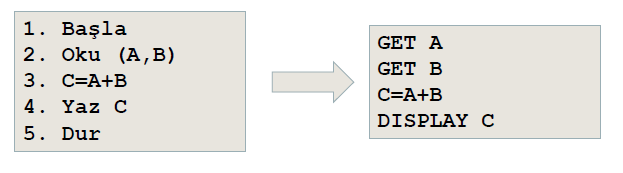 1. Başla
2. Oku (A,B)
3. C=A+B
4. Yaz C
5. Dur
GET A
GET B
C=A+B
DISPLAY C